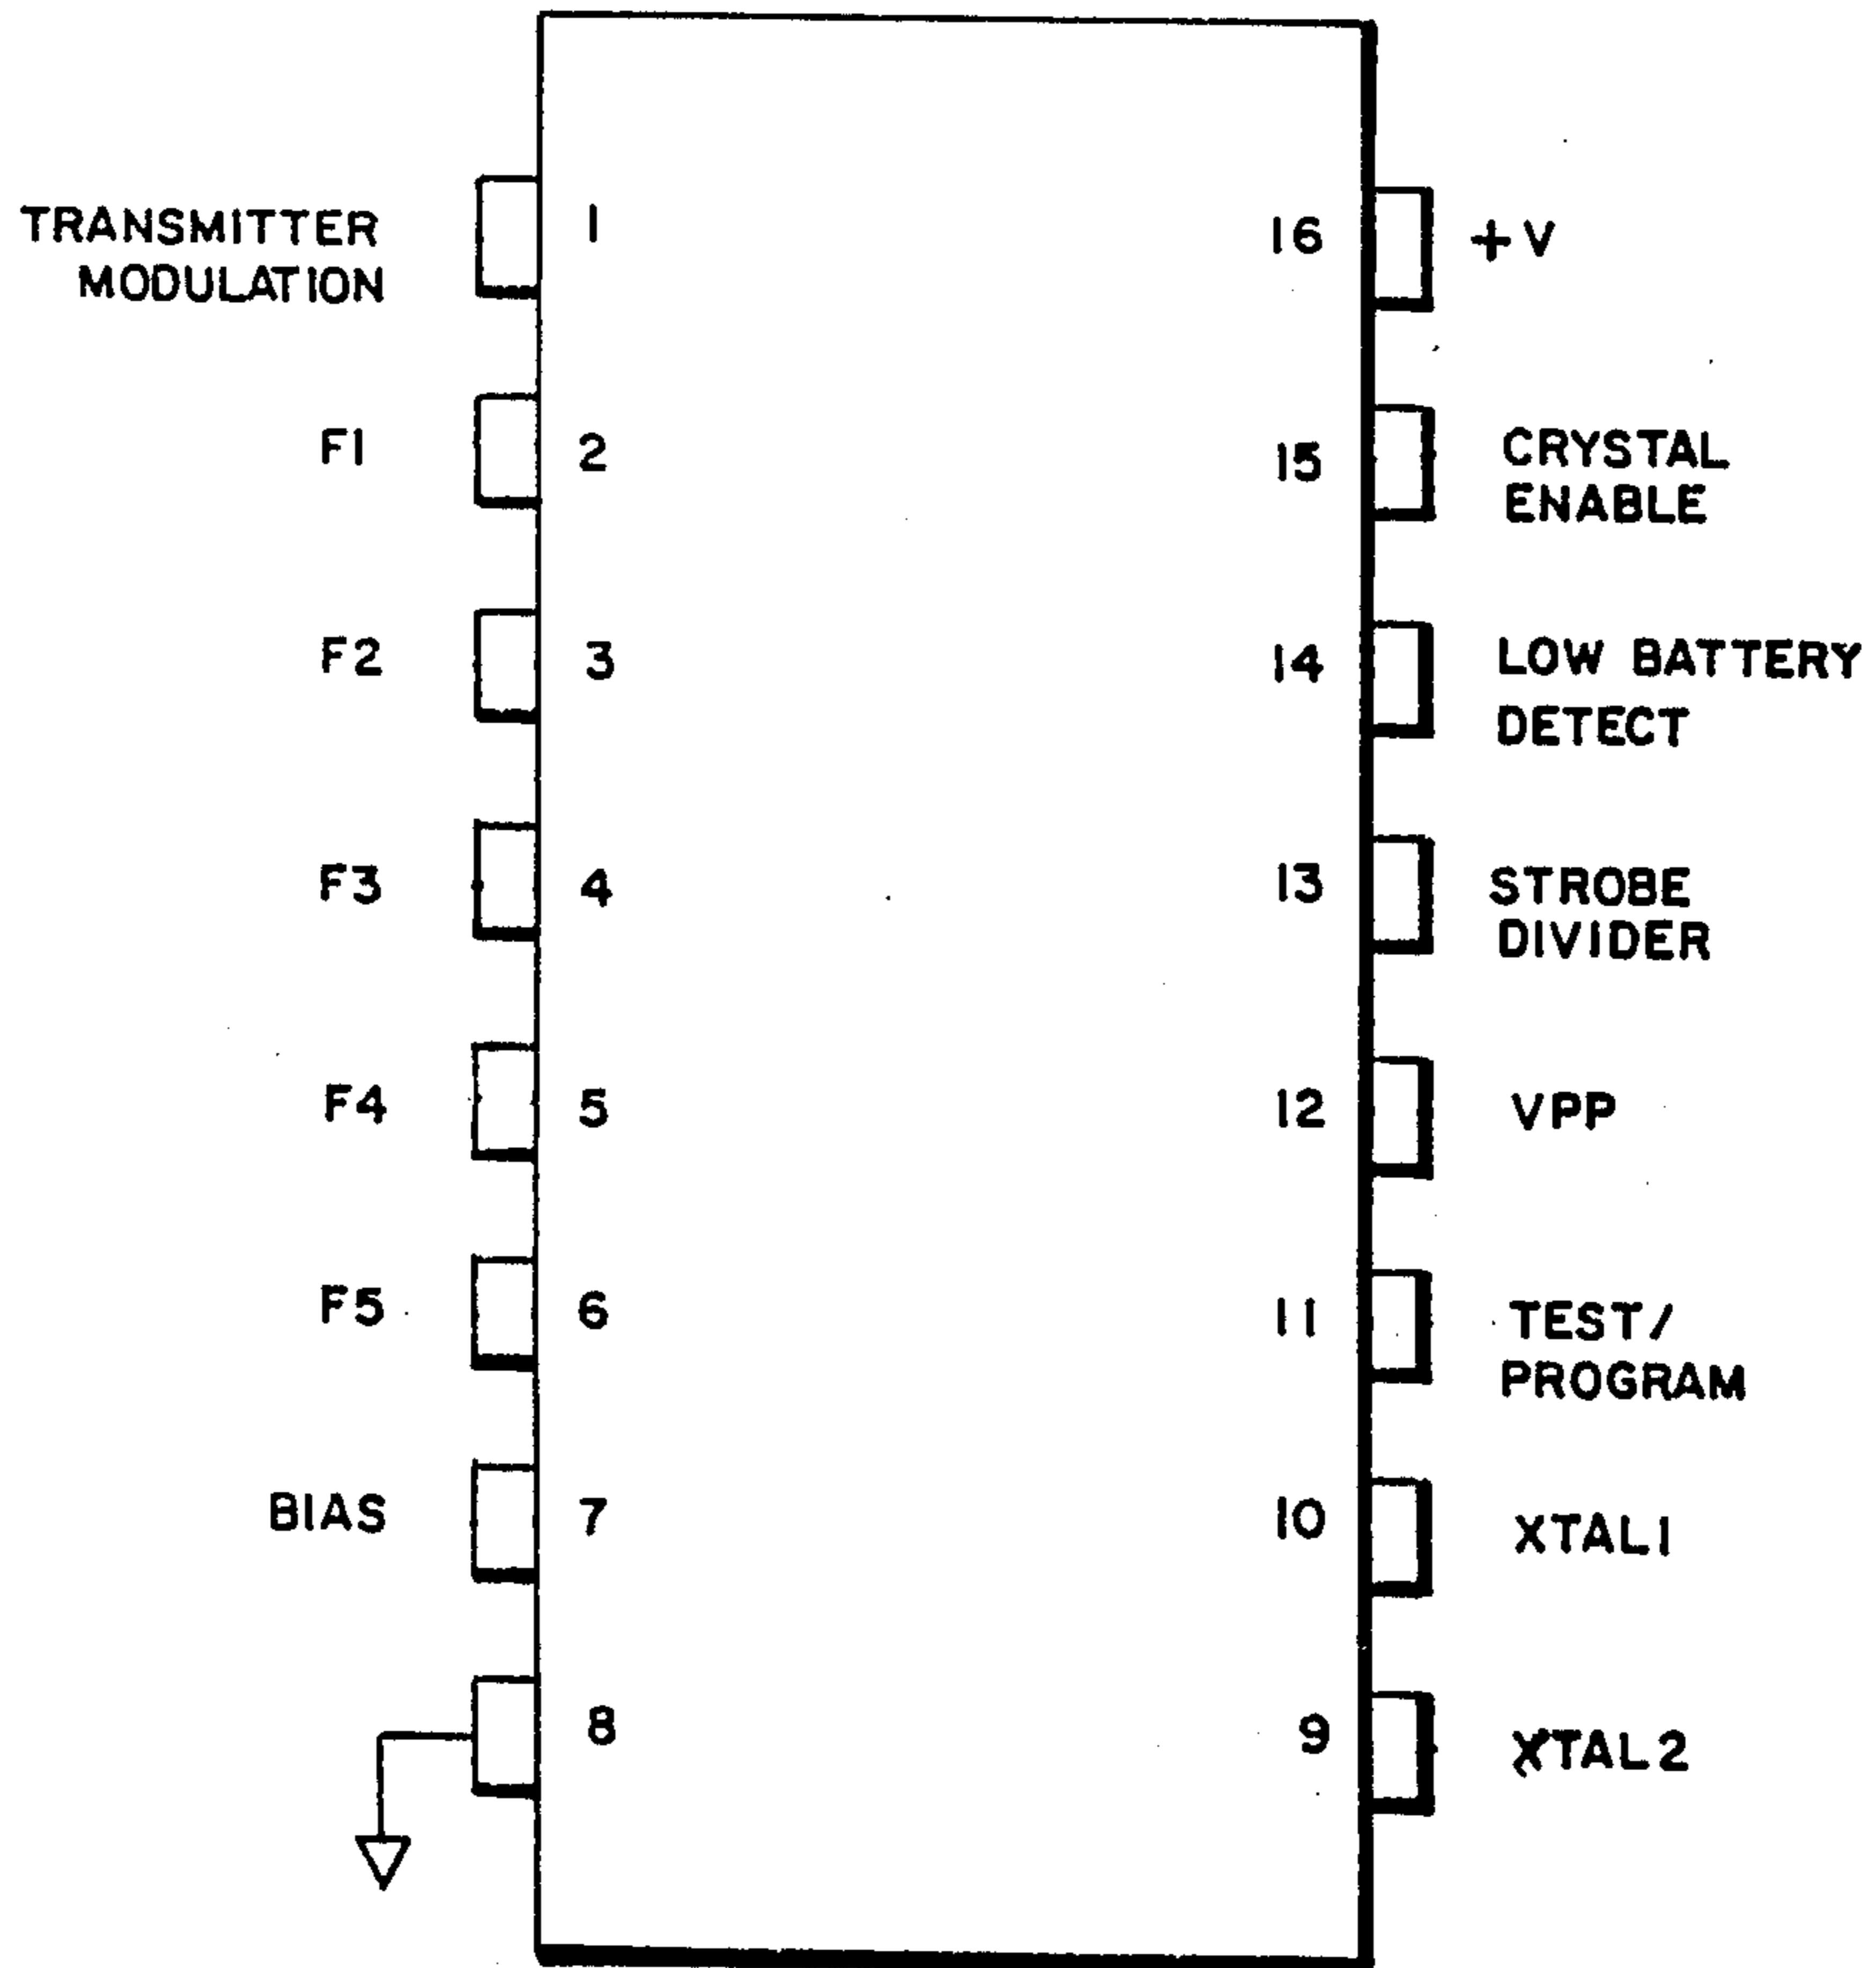 TRANSMITTER
MODULATION
1
16
+V
F1
2
15
CRYSTAL
ENABLE
F2
3
14
LOW BATTERY
DETECT
F3
4
13
STROBE
DIVIDER
F4
5
12
VPP
F5
6
11
TEST/
PROGRAM
BIAS
7
10
XTAL1
8
9
XTAL2